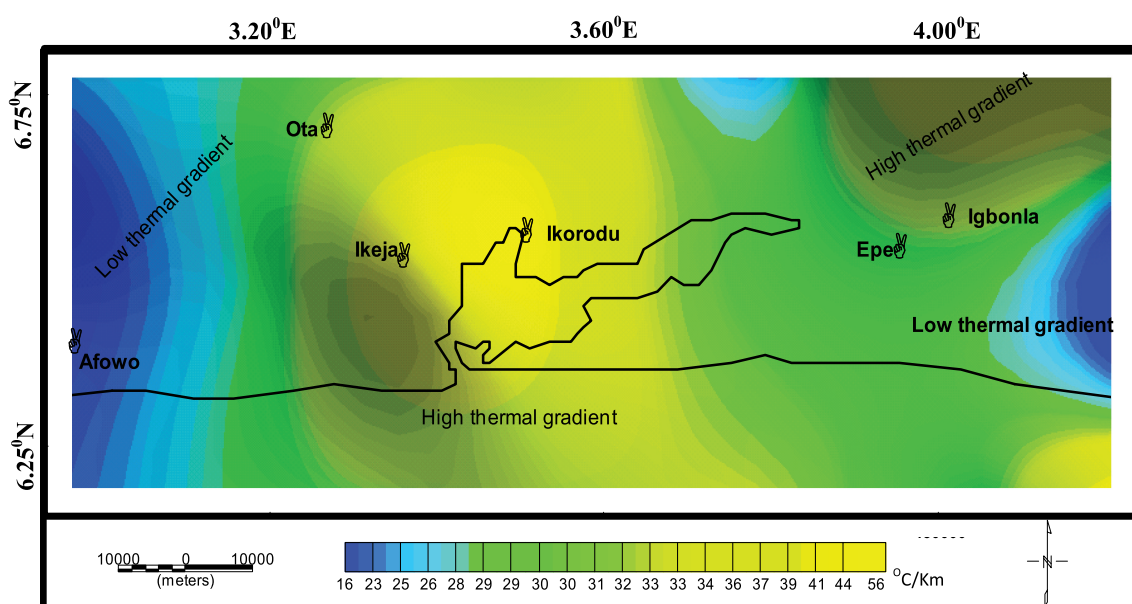 3.20⁰E 3.60⁰E 4.00⁰E
6.75⁰N
6.25⁰N
High thermal gradient
Ota
Low thermal gradient
Igbonla
Ikorodu
Ikeja
Epe
Low thermal gradient
Afowo
High thermal gradient
10000 0 10000
(meters)
16 23 25 26 28 29 29 30 30 31 32 33 33 34 36 37 39 41 44 56 ⁰C/Km
N